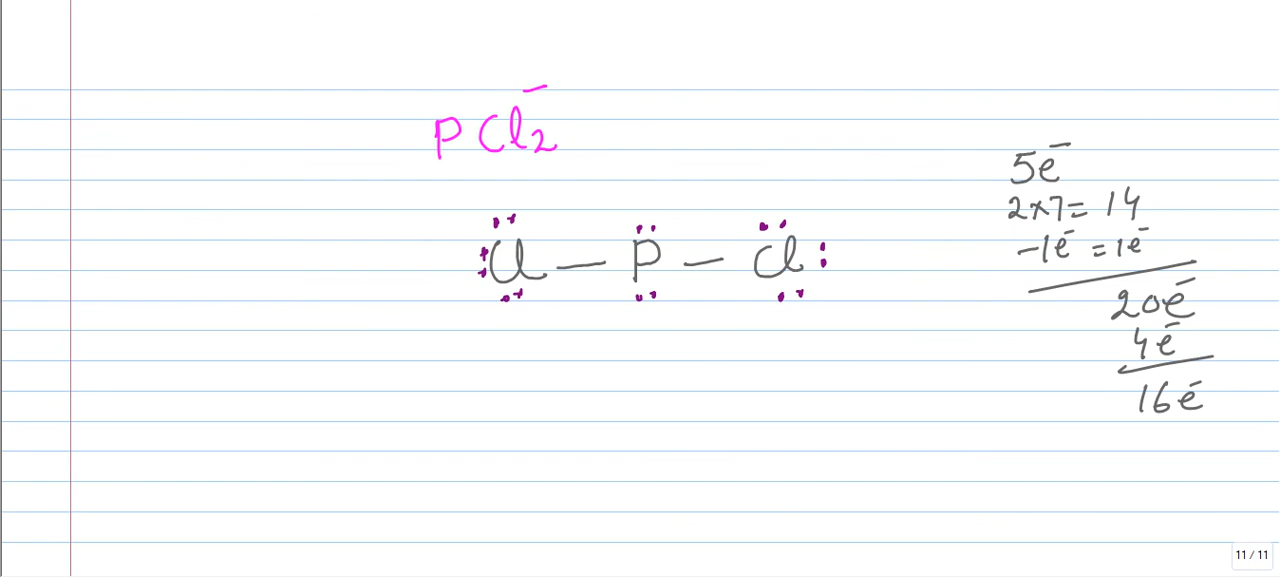 PCl₂⁻
5e⁻
2×7= 14
-1e⁻ = 1e⁻
Cl — P — Cl
20e⁻
4e⁻
16e⁻
11 / 11